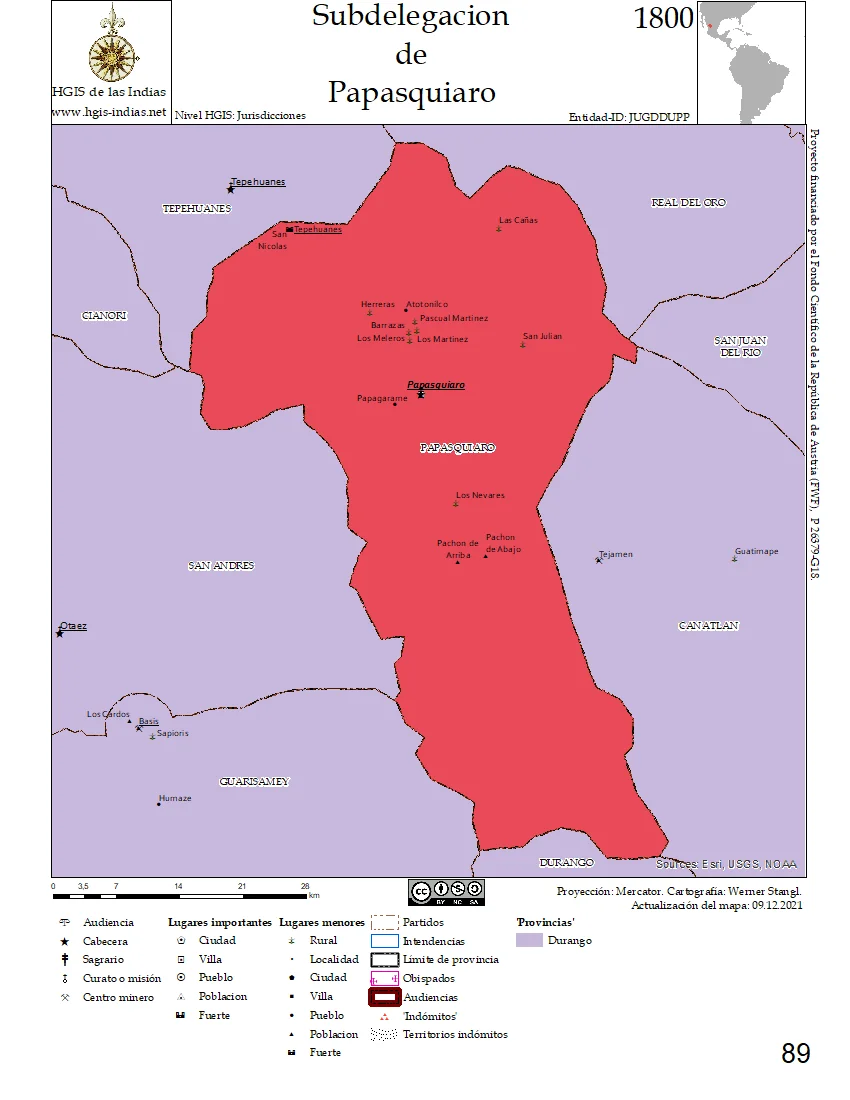 Subdelegacion
de
Papasquiaro
1800
HGIS de las Indias
www.hgis-indias.net
Nivel HGIS: Jurisdicciones
Entidad-ID: JUGDDUPP
Tepehuanes
TEPEHUANES
REAL DEL ORO
San
Nicolas
Tepehuanes
Las Cañas
CIANORI
Herreras
Atotonilco
Pascual Martinez
Barrazas
Los Meleros
Los Martinez
San Julian
SAN JUAN
DEL RIO
Papasquiaro
Papagarame
PAPASQUIARO
Los Nevares
Pachon de
Arriba
Pachon
de Abajo
Tejamen
Guatimape
SAN ANDRES
Otaez
CANATLAN
Los Cardos
Basis
Sapioris
GUARISAMEY
Humaze
DURANGO
Sources: Esri, USGS, NOAA
Proyecto financiado por el Fondo Científico de la República de Austria (FWF), P 26379-G18.
0 3,5 7 14 21 28
km
CC BY NC SA
Proyección: Mercator. Cartografía: Werner Stangl.
Actualización del mapa: 09.12.2021
Audiencia
Cabecera
Sagrario
Curato o misión
Centro minero
Lugares importantes
Ciudad
Villa
Pueblo
Poblacion
Fuerte
Lugares menores
Rural
Localidad
Ciudad
Villa
Pueblo
Poblacion
Fuerte
Partidos
Intendencias
Límite de provincia
Obispados
Audiencias
'Indómitos'
Territorios indómitos
'Provincias'
Durango
89